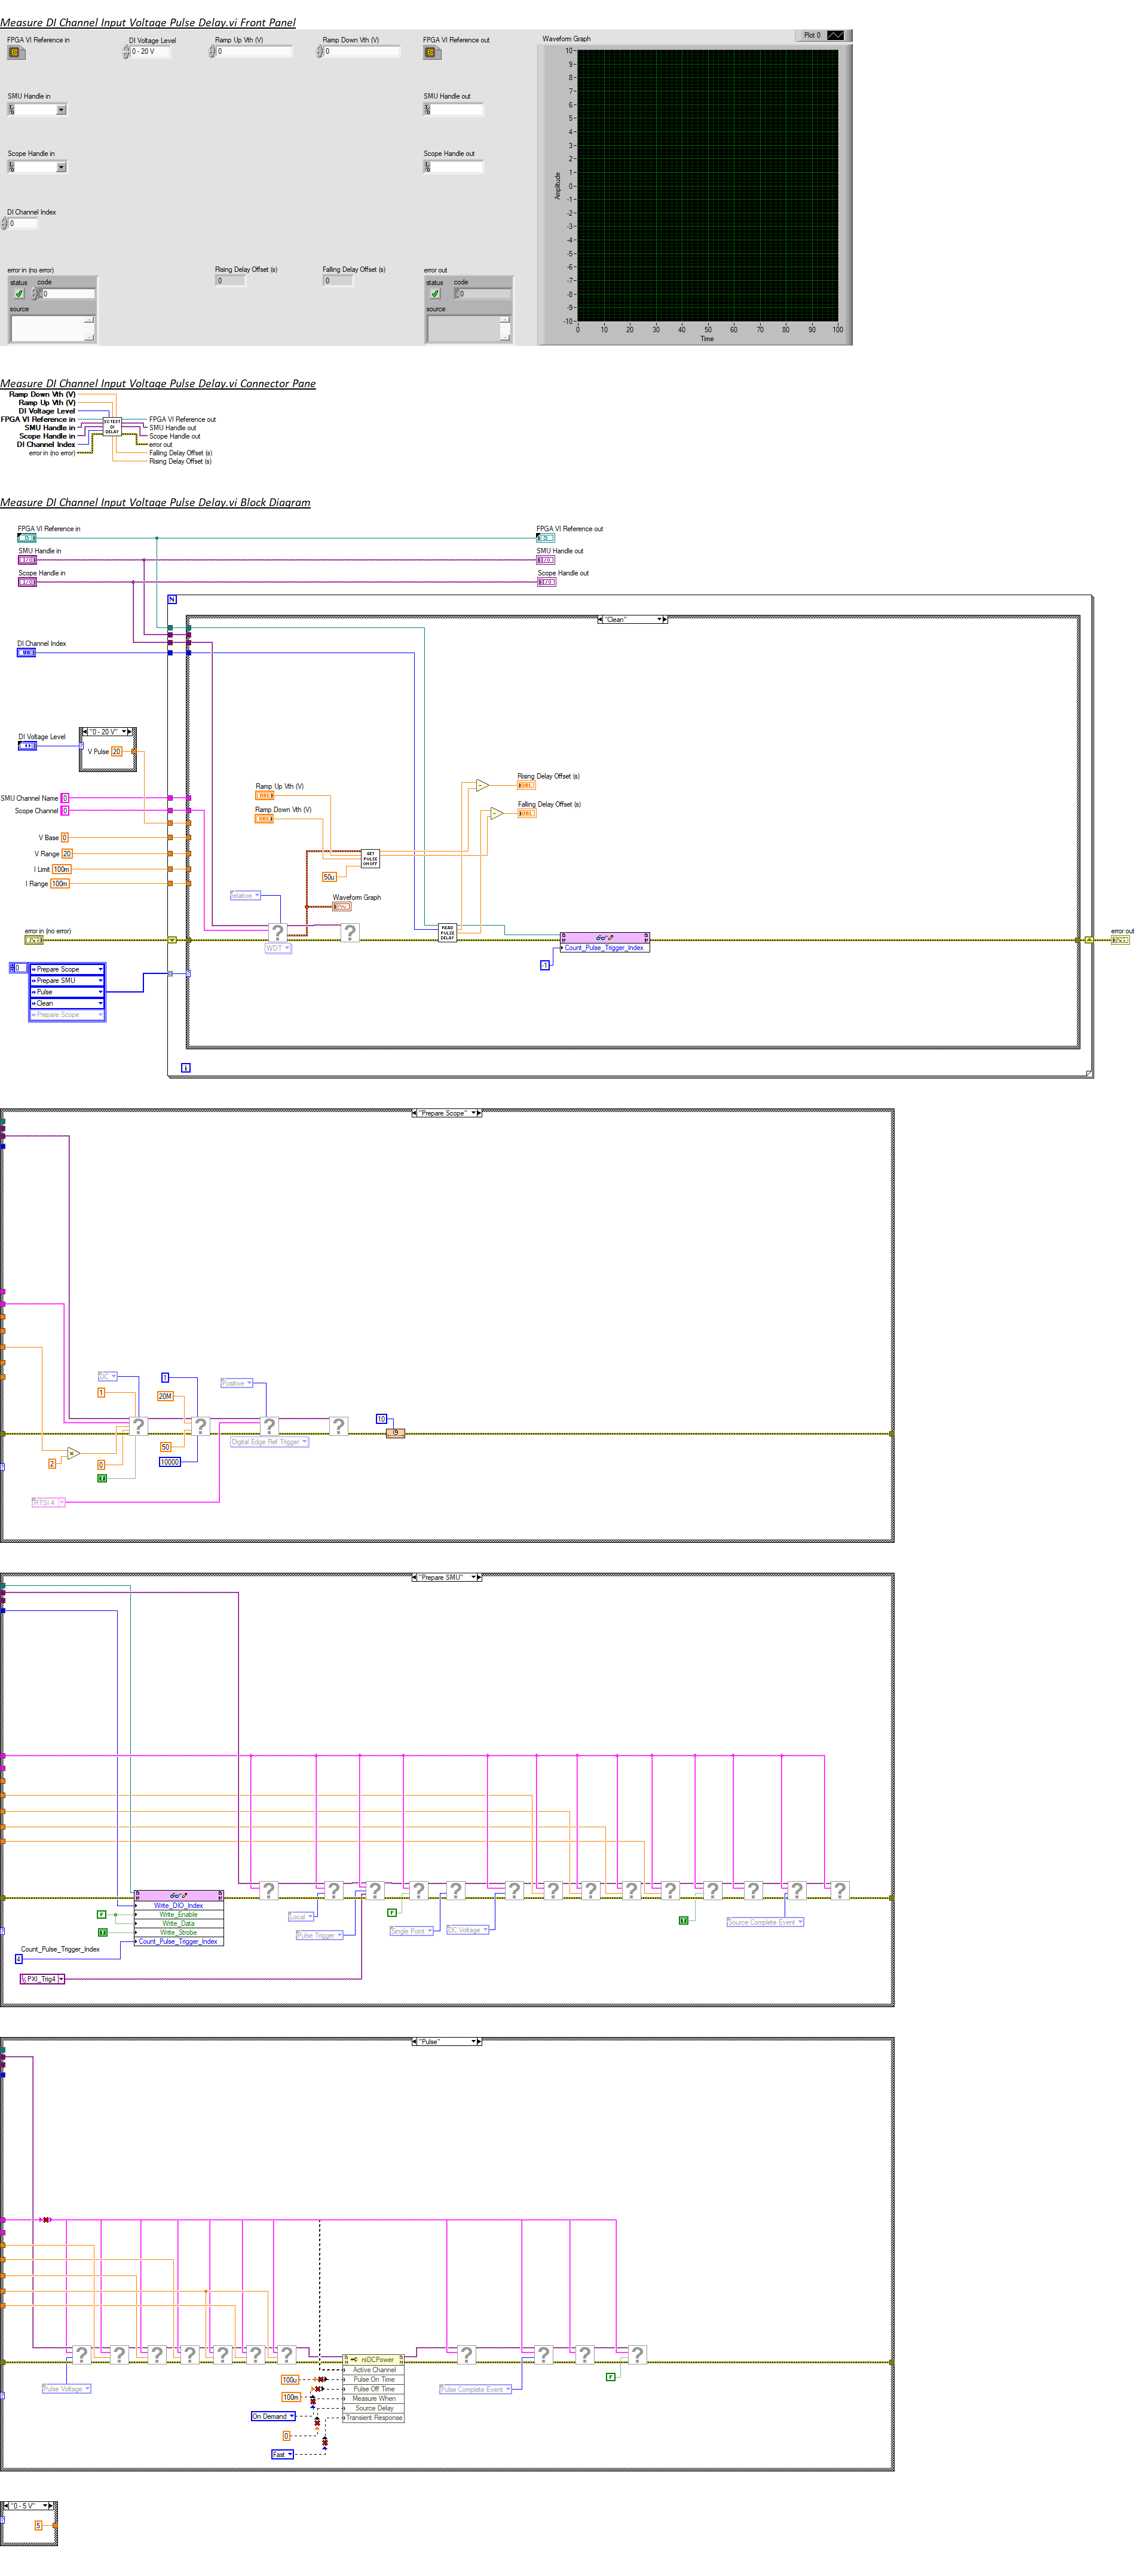 Measure DI Channel Input Voltage Pulse Delay.vi Front Panel
FPGA VI Reference in
DI Voltage Level
0 - 20 V
Ramp Up Vth (V)
0
Ramp Down Vth (V)
0
FPGA VI Reference out
Waveform Graph
Plot 0
SMU Handle in
SMU Handle out
Scope Handle in
Scope Handle out
DI Channel Index
0
error in (no error)
status
code
0
source
Rising Delay Offset (s)
0
Falling Delay Offset (s)
0
error out
status
code
0
source
Amplitude
10
9
8
7
6
5
4
3
2
1
0
-1
-2
-3
-4
-5
-6
-7
-8
-9
-10
0 10 20 30 40 50 60 70 80 90 100
Time
Measure DI Channel Input Voltage Pulse Delay.vi Connector Pane
Ramp Down Vth (V)
Ramp Up Vth (V)
DI Voltage Level
FPGA VI Reference in
SMU Handle in
Scope Handle in
DI Channel Index
error in (no error)
DI
DELAY
FPGA VI Reference out
SMU Handle out
Scope Handle out
error out
Falling Delay Offset (s)
Rising Delay Offset (s)
Measure DI Channel Input Voltage Pulse Delay.vi Block Diagram
FPGA VI Reference in
FPGA VI Reference out
SMU Handle in
SMU Handle out
Scope Handle in
Scope Handle out
N
"Clean"
DI Channel Index
DI Voltage Level
"0 - 20 V"
V Pulse 20
SMU Channel Name 0
Scope Channel 0
V Base 0
V Range 20
I Limit 100m
I Range 100m
Ramp Up Vth (V)
DBL
Ramp Down Vth (V)
DBL
GET
PULSE
ON OFF
50u
Rising Delay Offset (s)
DBL
Falling Delay Offset (s)
DBL
relative
Waveform Graph
WDT
READ
PULSE
DELAY
Count_Pulse_Trigger_Index
-1
error in (no error)
error out
0
Prepare Scope
Prepare SMU
Pulse
Clean
Prepare Scope
i
"Prepare Scope"
DC
1
1
20M
Positive
2
0
T
50
10000
Digital Edge Ref Trigger
10
RTSI 4
"Prepare SMU"
Write_DIO_Index
Write_Enable
Write_Data
Write_Strobe
Count_Pulse_Trigger_Index
F
T
Count_Pulse_Trigger_Index
4
PXI_Trig4
Local
Pulse Trigger
F
Single Point
DC Voltage
T
Source Complete Event
"Pulse"
Pulse Voltage
niDCPower
Active Channel
Pulse On Time
Pulse Off Time
Measure When
Source Delay
Transient Response
100u
100m
On Demand
0
Fast
Pulse Complete Event
F
"0 - 5 V"
5